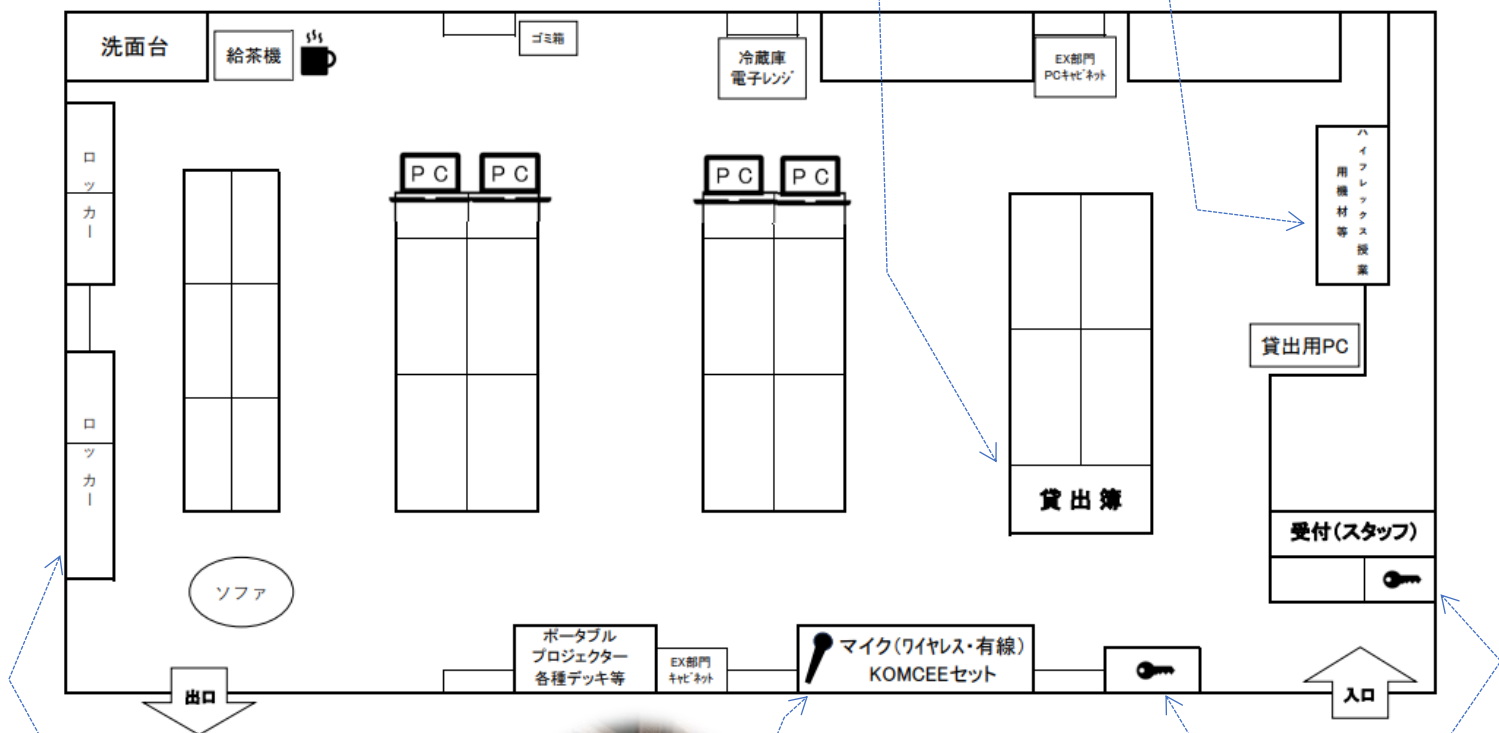 洗面台
給茶機
ゴミ箱
冷蔵庫
電子レンジ
EX部門
PCキャビネット
ロッカー
PC
PC
PC
PC
ハイフレックス授業
用機材等
貸出用PC
ロッカー
貸出簿
受付(スタッフ)
ソファ
ポータブル
プロジェクター
各種デッキ等
EX部門
キャビネット
マイク(ワイヤレス・有線)
KOMCEEセット
出口
入口